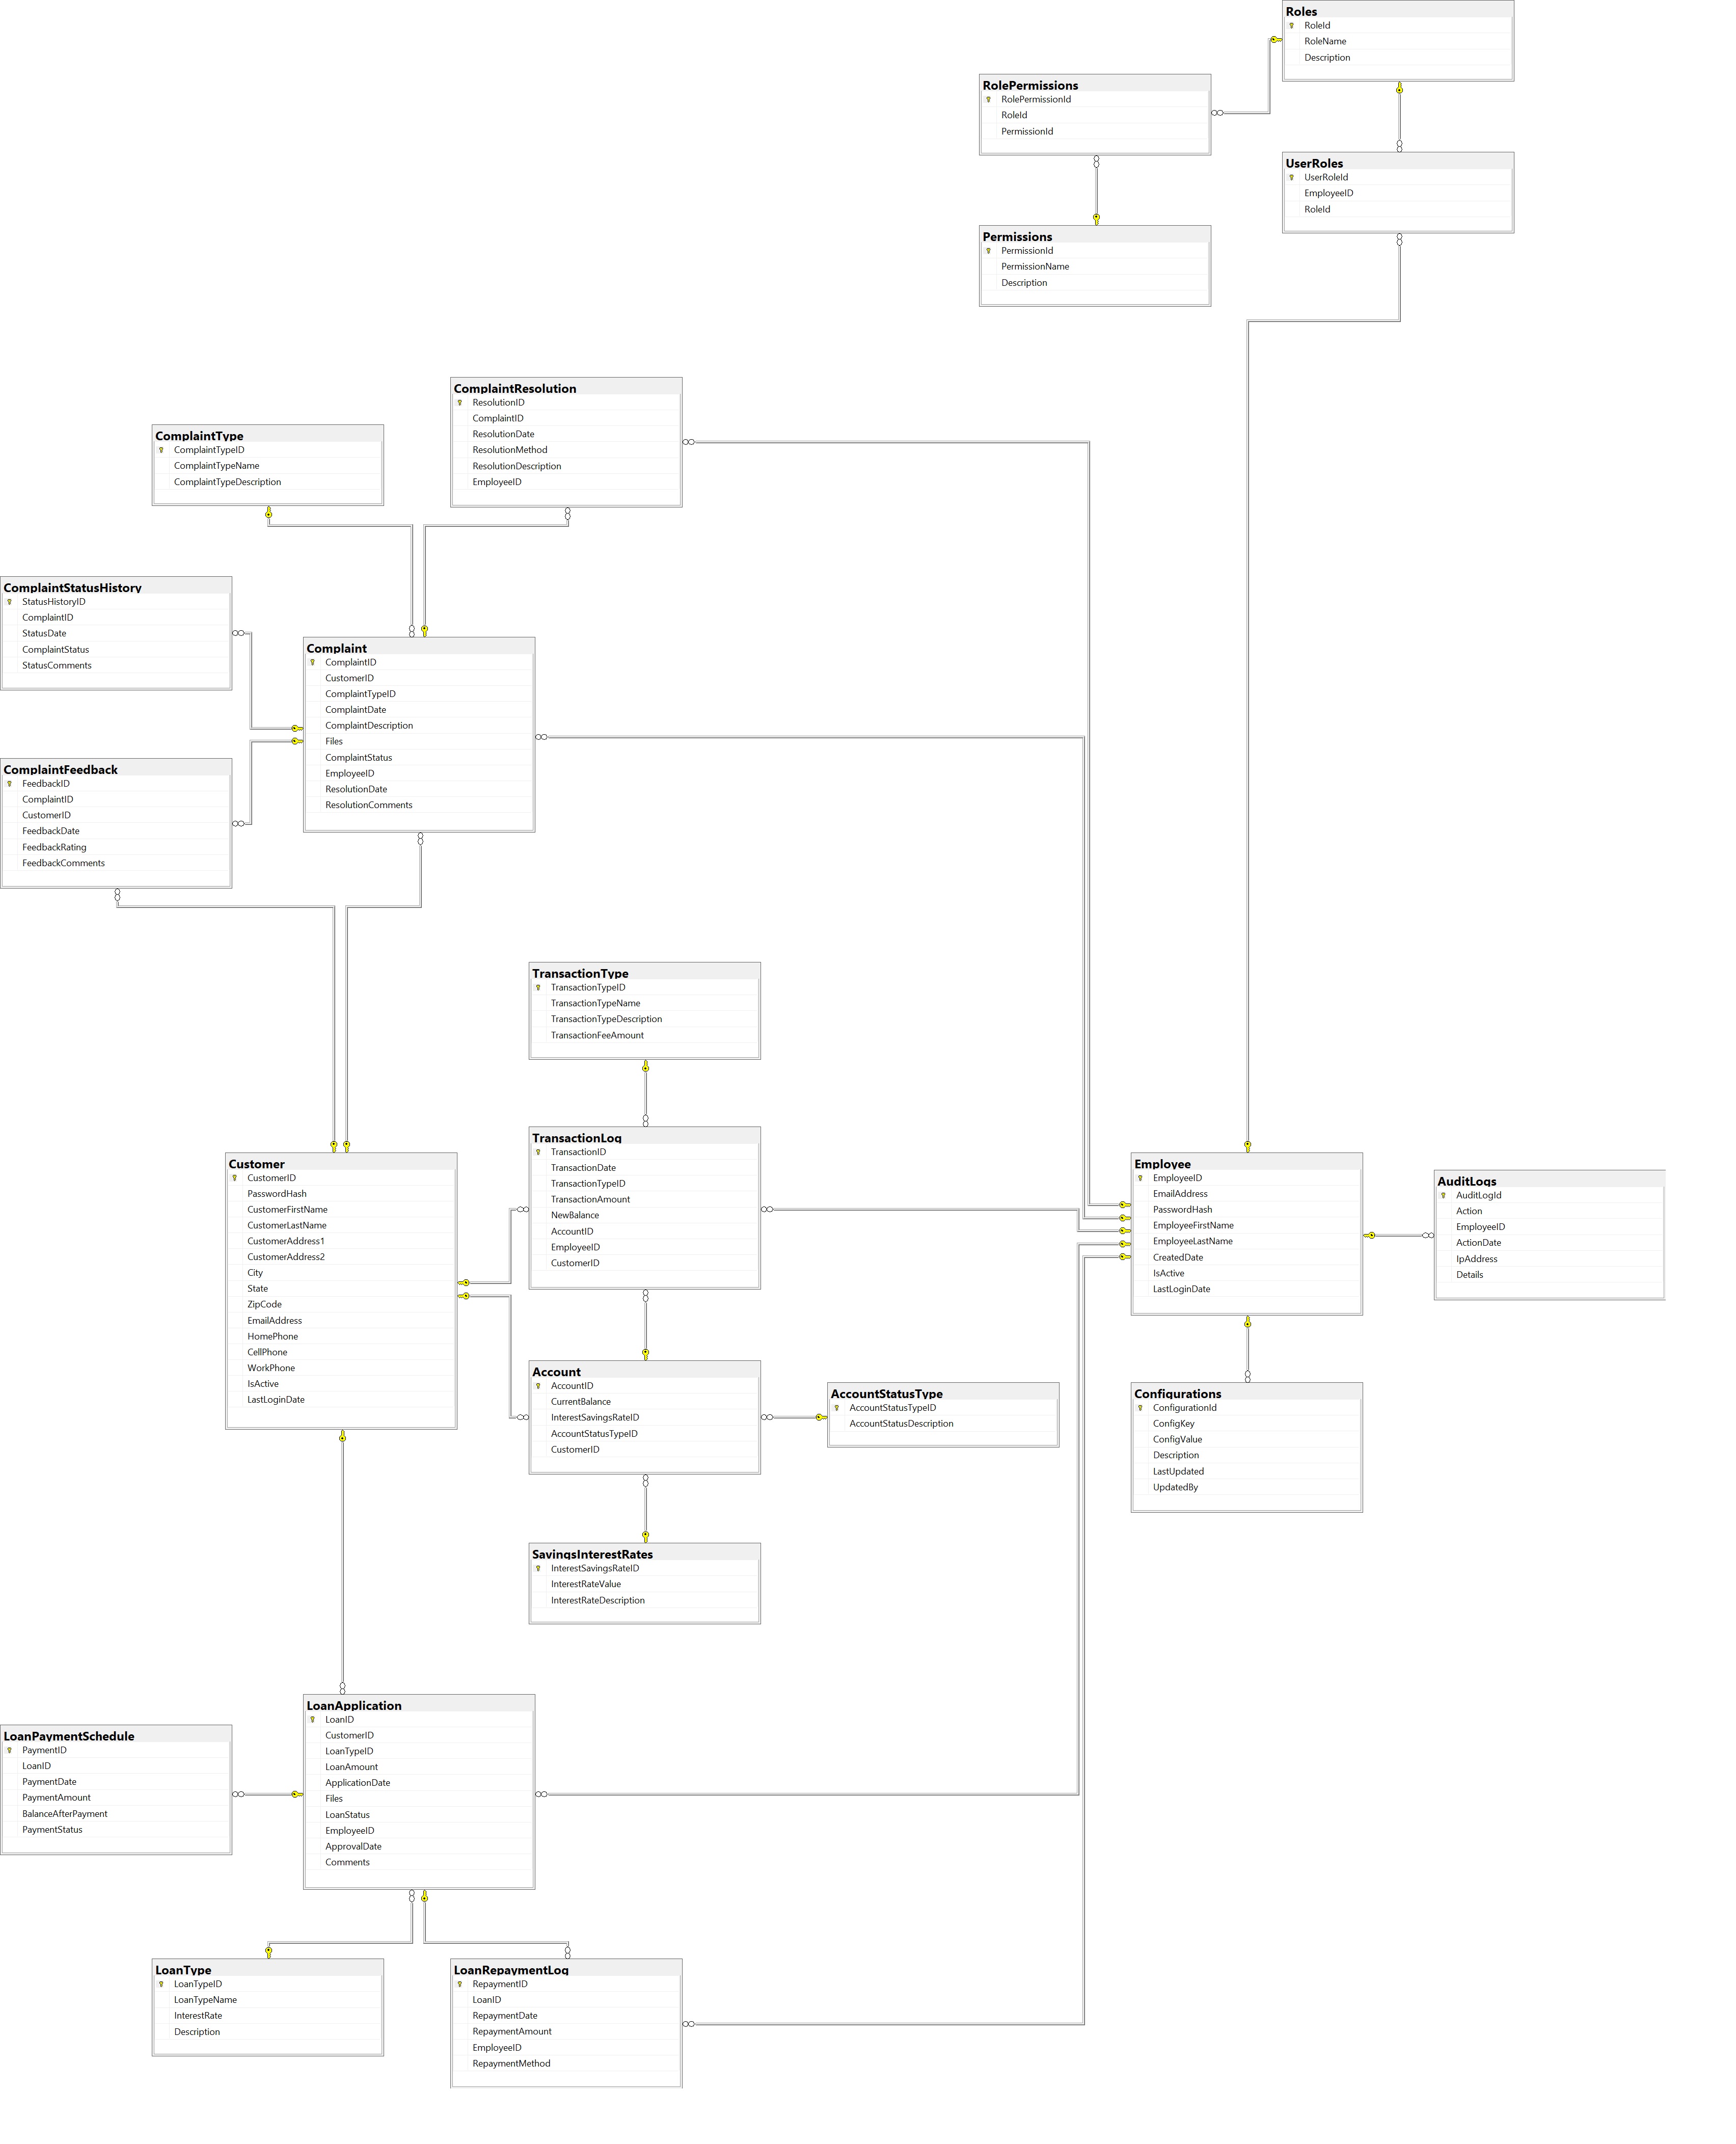 Roles
RoleId
RoleName
Description
RolePermissions
RolePermissionId
RoleId
PermissionId
UserRoles
UserRoleId
EmployeeID
RoleId
Permissions
PermissionId
PermissionName
Description
ComplaintResolution
ResolutionID
ComplaintID
ResolutionDate
ResolutionMethod
ResolutionDescription
EmployeeID
ComplaintType
ComplaintTypeID
ComplaintTypeName
ComplaintTypeDescription
ComplaintStatusHistory
StatusHistoryID
ComplaintID
StatusDate
ComplaintStatus
StatusComments
Complaint
ComplaintID
CustomerID
ComplaintTypeID
ComplaintDate
ComplaintDescription
Files
ComplaintStatus
EmployeeID
ResolutionDate
ResolutionComments
ComplaintFeedback
FeedbackID
ComplaintID
CustomerID
FeedbackDate
FeedbackRating
FeedbackComments
TransactionType
TransactionTypeID
TransactionTypeName
TransactionTypeDescription
TransactionFeeAmount
TransactionLog
TransactionID
TransactionDate
TransactionTypeID
TransactionAmount
NewBalance
AccountID
EmployeeID
CustomerID
Customer
CustomerID
PasswordHash
CustomerFirstName
CustomerLastName
CustomerAddress1
CustomerAddress2
City
State
ZipCode
EmailAddress
HomePhone
CellPhone
WorkPhone
IsActive
LastLoginDate
Employee
EmployeeID
EmailAddress
PasswordHash
EmployeeFirstName
EmployeeLastName
CreatedDate
IsActive
LastLoginDate
AuditLogs
AuditLogId
Action
EmployeeID
ActionDate
IpAddress
Details
Account
AccountID
CurrentBalance
InterestSavingsRateID
AccountStatusTypeID
CustomerID
AccountStatusType
AccountStatusTypeID
AccountStatusDescription
Configurations
ConfigurationId
ConfigKey
ConfigValue
Description
LastUpdated
UpdatedBy
SavingsInterestRates
InterestSavingsRateID
InterestRateValue
InterestRateDescription
LoanApplication
LoanID
CustomerID
LoanTypeID
LoanAmount
ApplicationDate
Files
LoanStatus
EmployeeID
ApprovalDate
Comments
LoanPaymentSchedule
PaymentID
LoanID
PaymentDate
PaymentAmount
BalanceAfterPayment
PaymentStatus
LoanType
LoanTypeID
LoanTypeName
InterestRate
Description
LoanRepaymentLog
RepaymentID
LoanID
RepaymentDate
RepaymentAmount
EmployeeID
RepaymentMethod